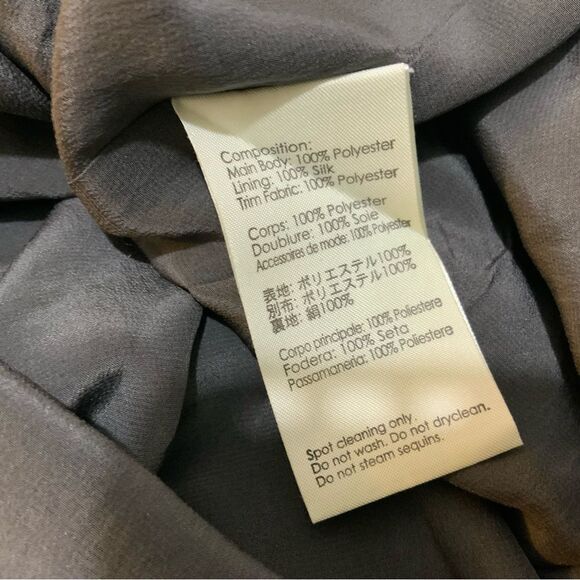 Composition:
Main Body: 100% Polyester
Lining: 100% Silk
Trim Fabric: 100% Polyester
Corps: 100% Polyester
Doublure: 100% Soie
Accessoires de mode: 100% Polyester
表地: ポリエステル100%
別布: ポリエステル100%
裏地: 絹100%
Corpo principale: 100% Poliestere
Fodera: 100% Seta
Passamaneria: 100% Poliestere
Spot cleaning only.
Do not wash. Do not dryclean.
Do not steam sequins.